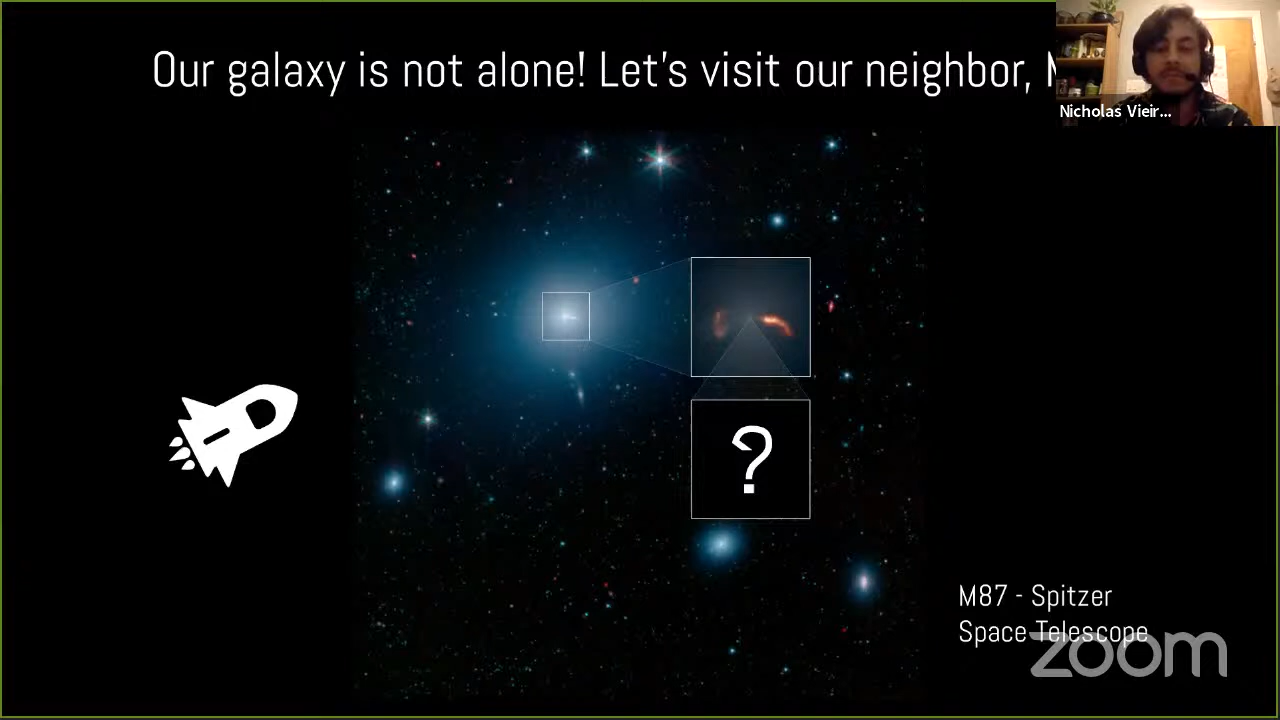 Our galaxy is not alone! Let's visit our neighbor,
Nicholas Vieir...
?
M87 - Spitzer
Space Telescope
zoom